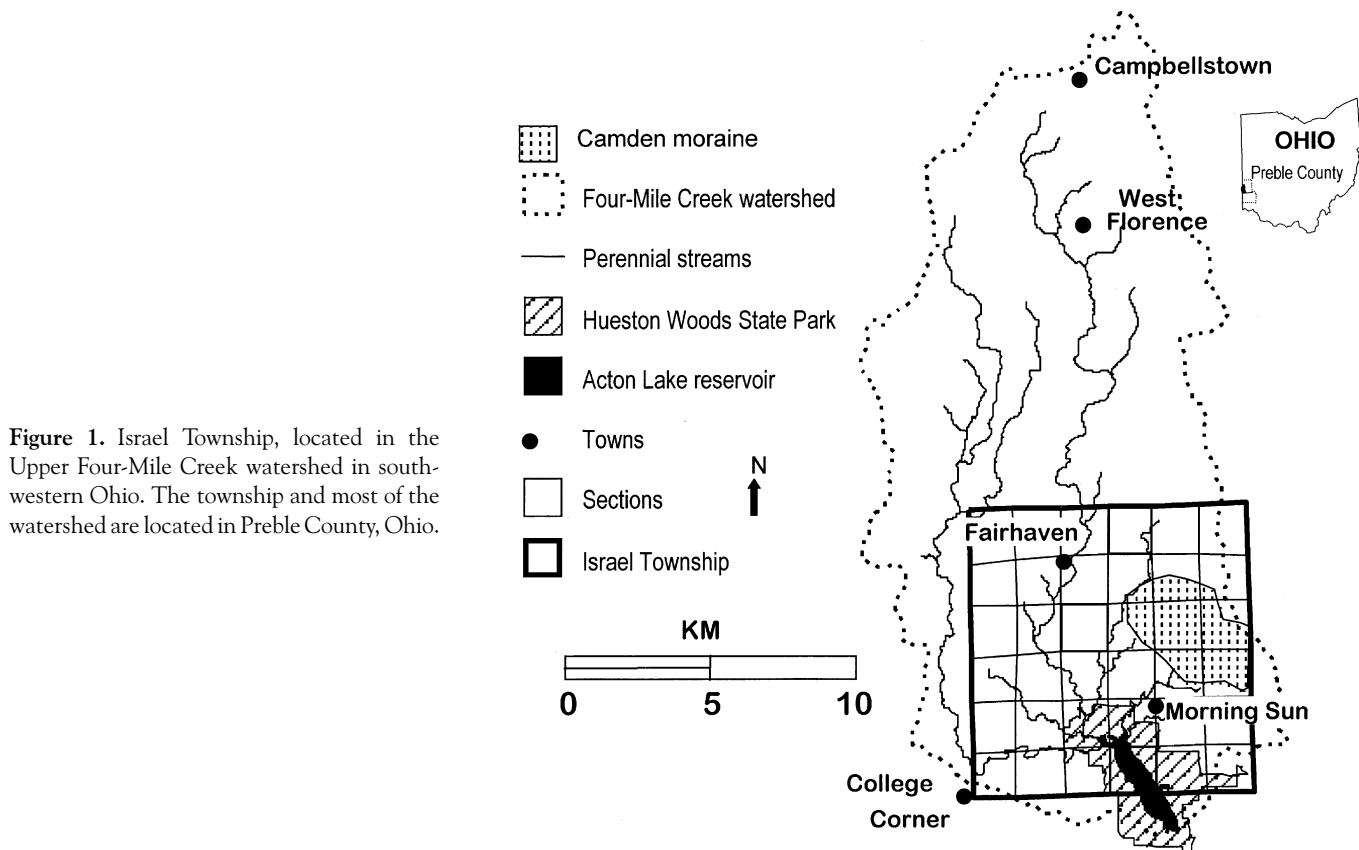 Campbellstown
OHIO
Preble County
Camden moraine
Four-Mile Creek watershed
West
Florence
Perennial streams
Hueston Woods State Park
Acton Lake reservoir
Figure 1. Israel Township, located in the
Upper Four-Mile Creek watershed in south-
western Ohio. The township and most of the
watershed are located in Preble County, Ohio.
Towns
N
Sections
Fairhaven
Israel Township
KM
0 5 10
Morning Sun
College
Corner